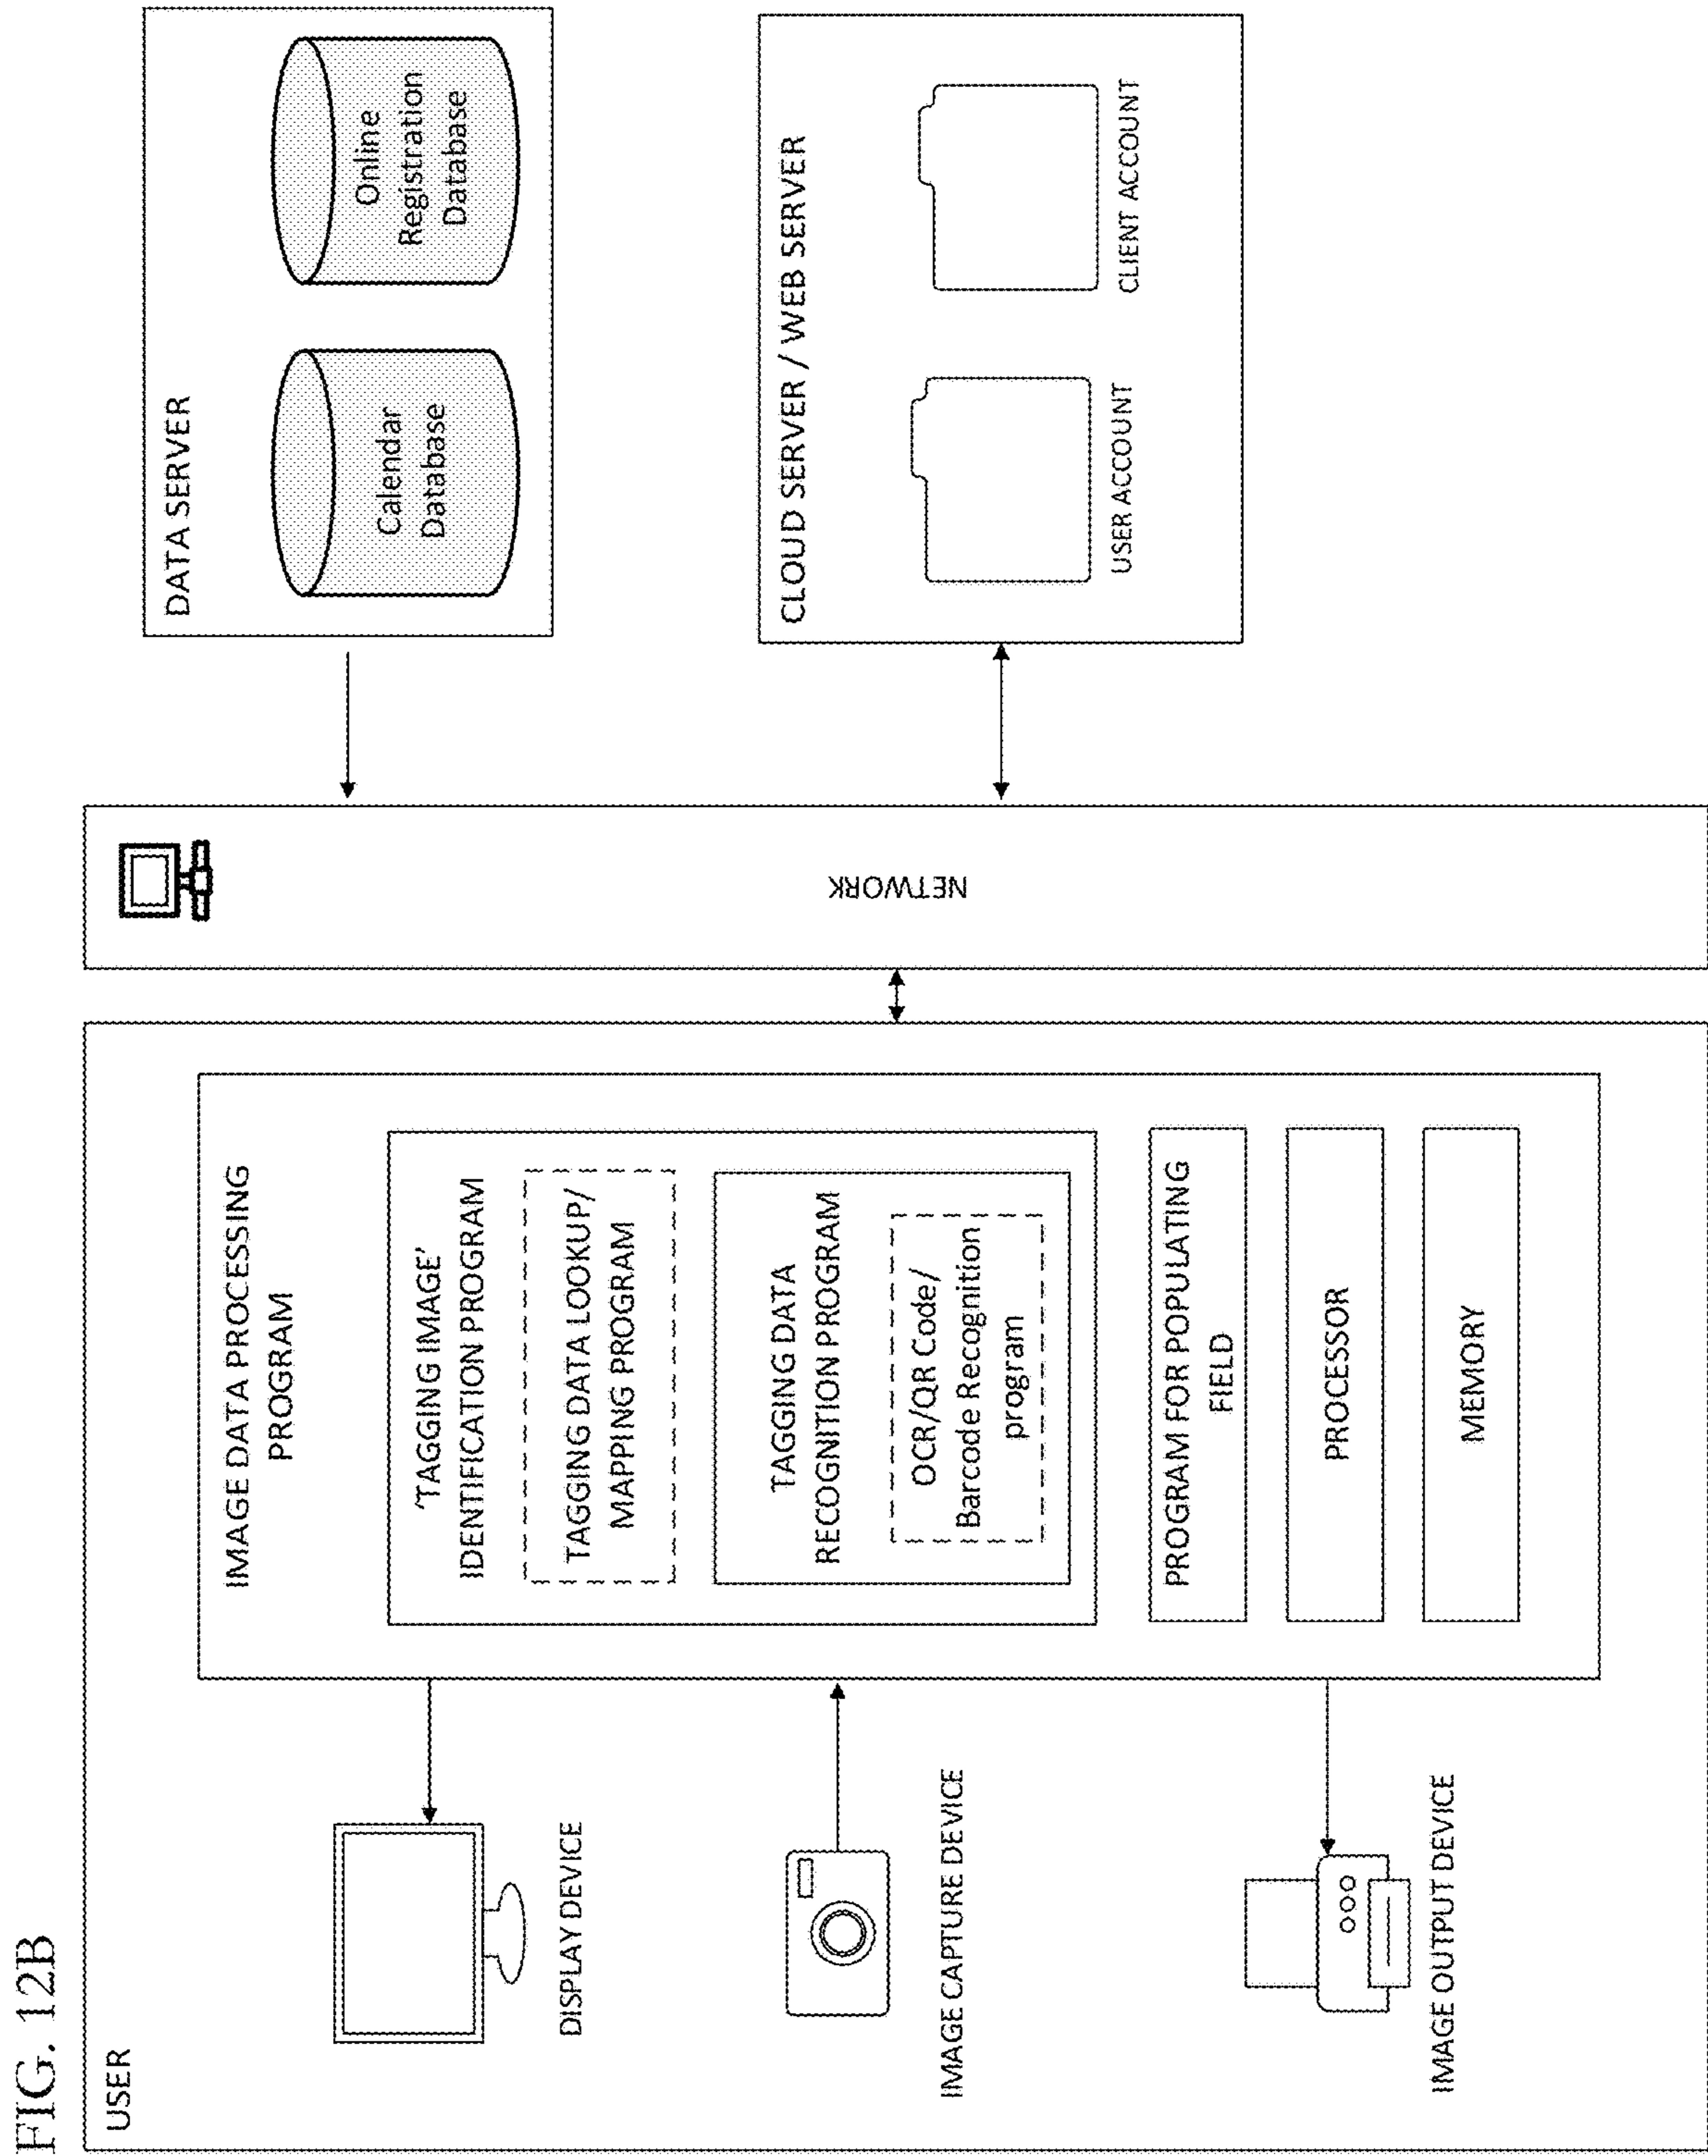 FIG. 12B
USER
DISPLAY DEVICE
IMAGE CAPTURE DEVICE
IMAGE OUTPUT DEVICE
IMAGE DATA PROCESSING
PROGRAM
'TAGGING IMAGE'
IDENTIFICATION PROGRAM
TAGGING DATA LOOKUP/
MAPPING PROGRAM
TAGGING DATA
RECOGNITION PROGRAM
OCR/QR Code/
Barcode Recognition
program
PROGRAM FOR POPULATING
FIELD
PROCESSOR
MEMORY
NETWORK
DATA SERVER
Calendar
Database
Online
Registration
Database
CLOUD SERVER / WEB SERVER
USER ACCOUNT
CLIENT ACCOUNT